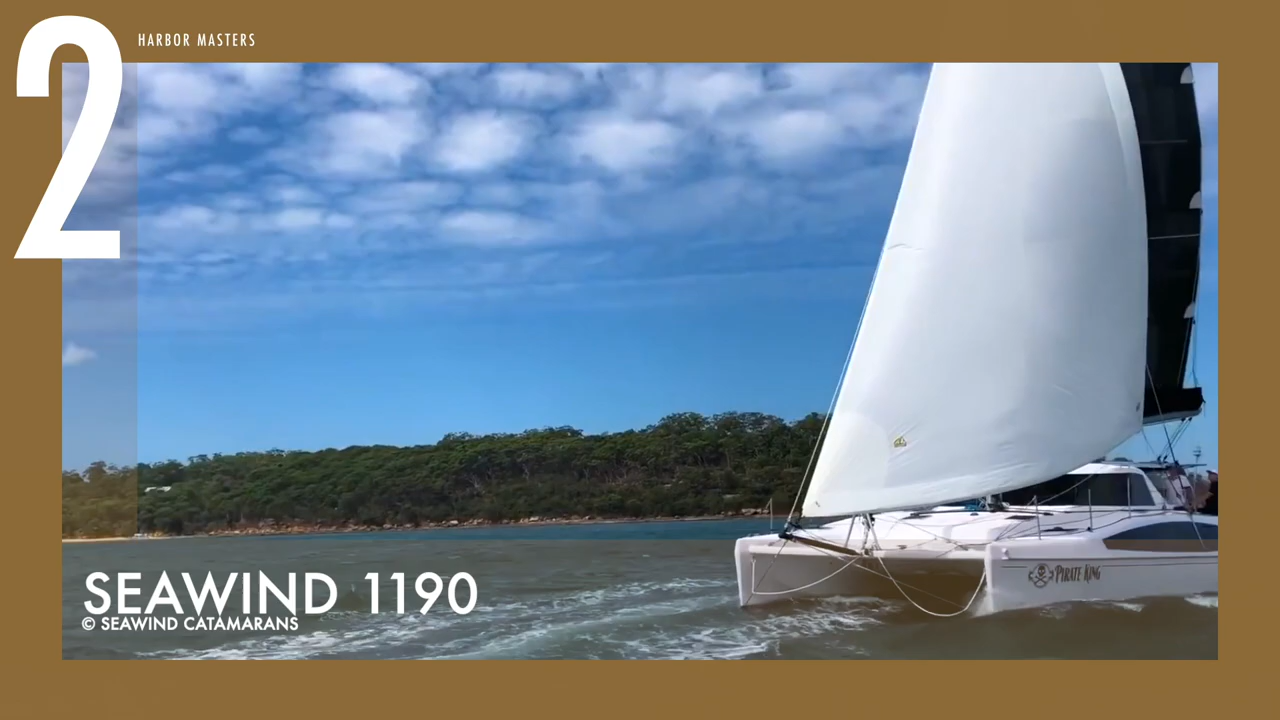 2
HARBOR MASTERS
SEAWIND 1190
© SEAWIND CATAMARANS
PIRATE KING